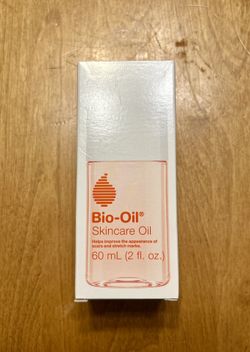 Bio-Oil®
Skincare Oil
Helps improve the appearance of
scars and stretch marks.
60 mL (2 fl. oz.)